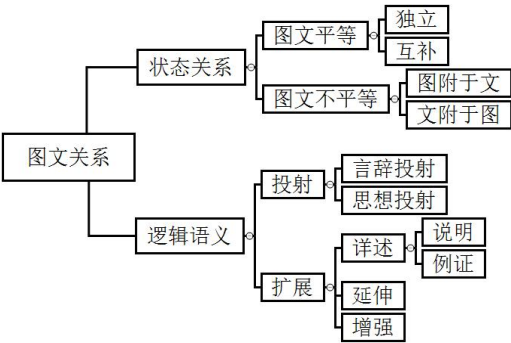 图文关系
状态关系
图文平等
独立
互补
图文不平等
图附于文
文附于图
逻辑语义
投射
言辞投射
思想投射
扩展
详述
说明
例证
延伸
增强